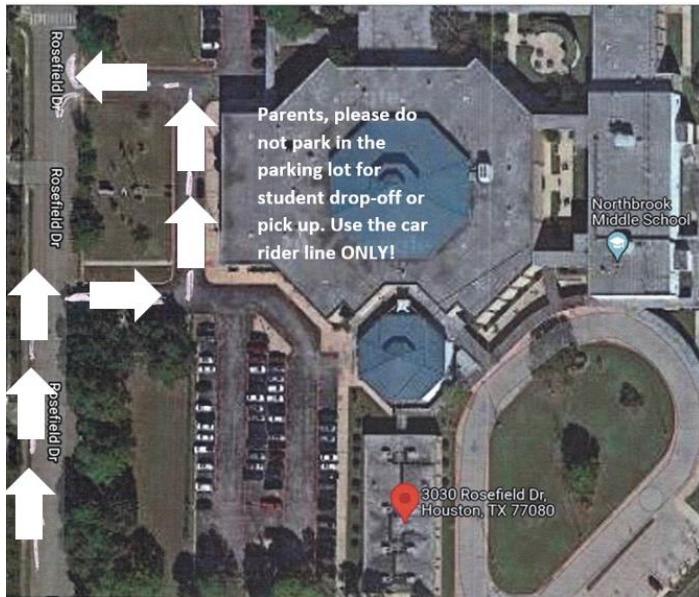 Rosefield Dr
Parents, please do
not park in the
parking lot for
student drop-off or
pick up. Use the car
rider line ONLY!
Rosefield Dr
Northbrook
Middle School
Rosefield Dr
3030 Rosefield Dr,
Houston, TX 77080